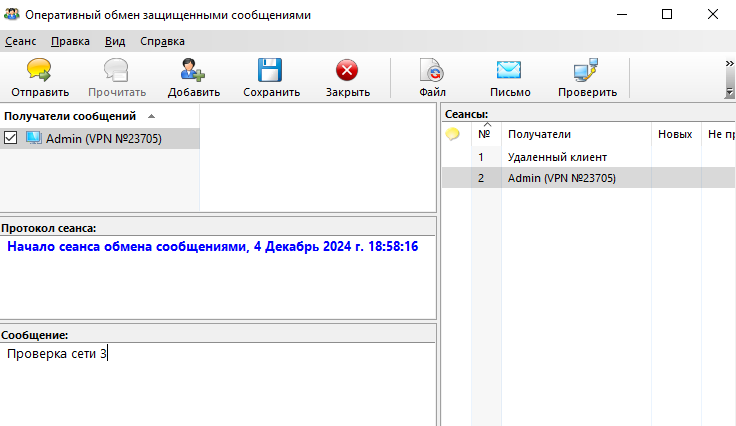 Оперативный обмен защищенными сообщениями
Сеанс Правка Вид Справка
Отправить Прочитать Добавить Сохранить Закрыть Файл Письмо Проверить
Получатели сообщений
Admin (VPN №23705)
Протокол сеанса:
Начало сеанса обмена сообщениями, 4 Декабрь 2024 г. 18:58:16
Сообщение:
Проверка сети 3
Сеансы:
№ Получатели Новых Не пр
1 Удаленный клиент
2 Admin (VPN №23705)